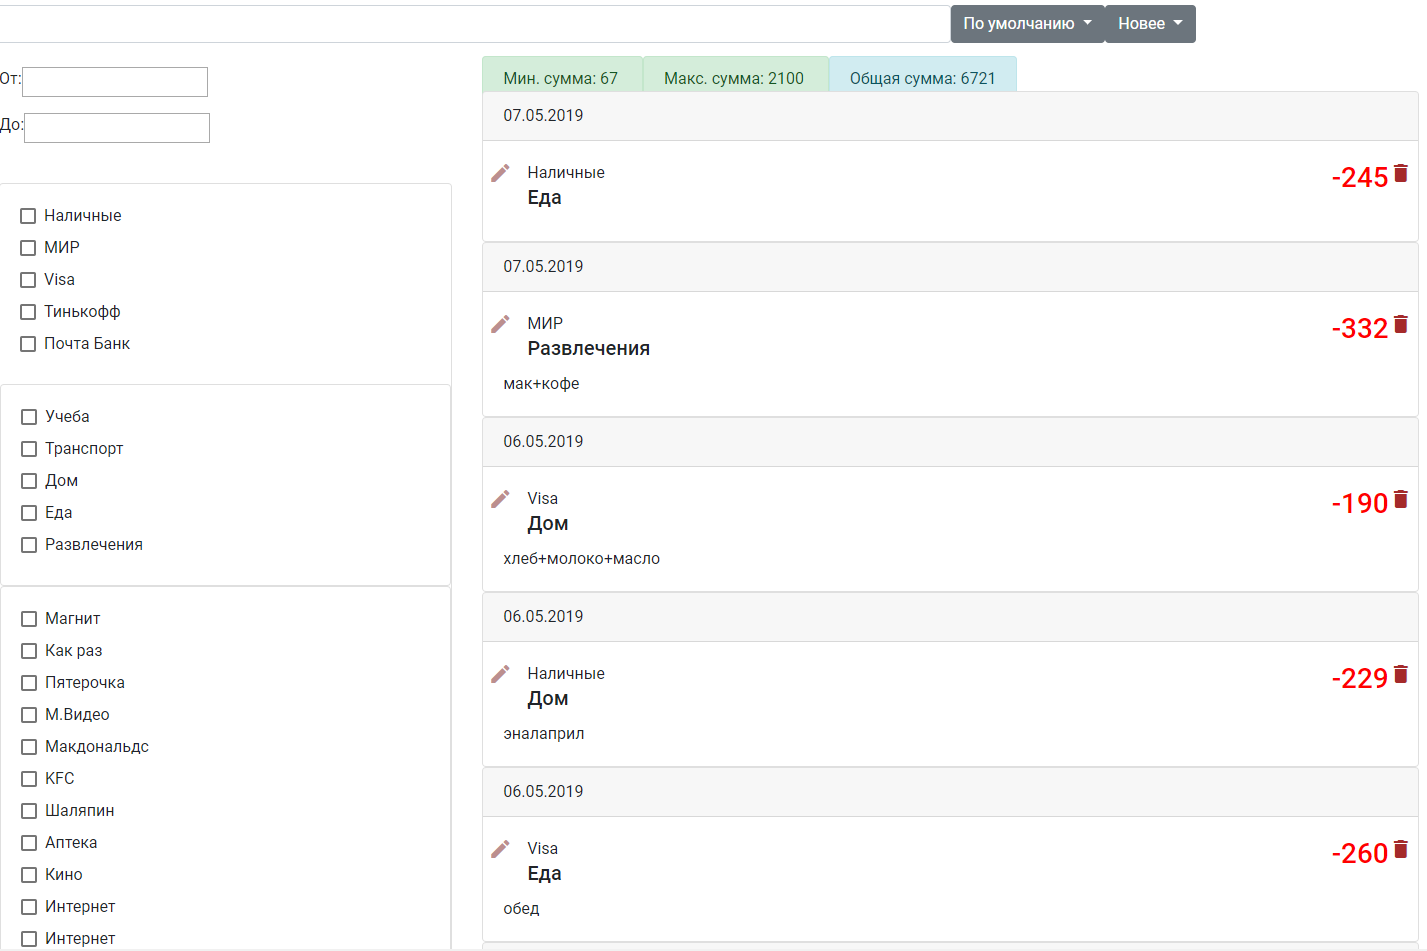 По умолчанию Новее
От:
До:
Наличные
МИР
Visa
Тинькофф
Почта Банк
Учеба
Транспорт
Дом
Еда
Развлечения
Магнит
Как раз
Пятерочка
М.Видео
Макдональдс
KFC
Шаляпин
Аптека
Кино
Интернет
Интернет
Мин. сумма: 67 Макс. сумма: 2100 Общая сумма: 6721
07.05.2019
Наличные
Еда
-245
07.05.2019
МИР
Развлечения
-332
мак+кофе
06.05.2019
Visa
Дом
-190
хлеб+молоко+масло
06.05.2019
Наличные
Дом
-229
эналаприл
06.05.2019
Visa
Еда
-260
обед